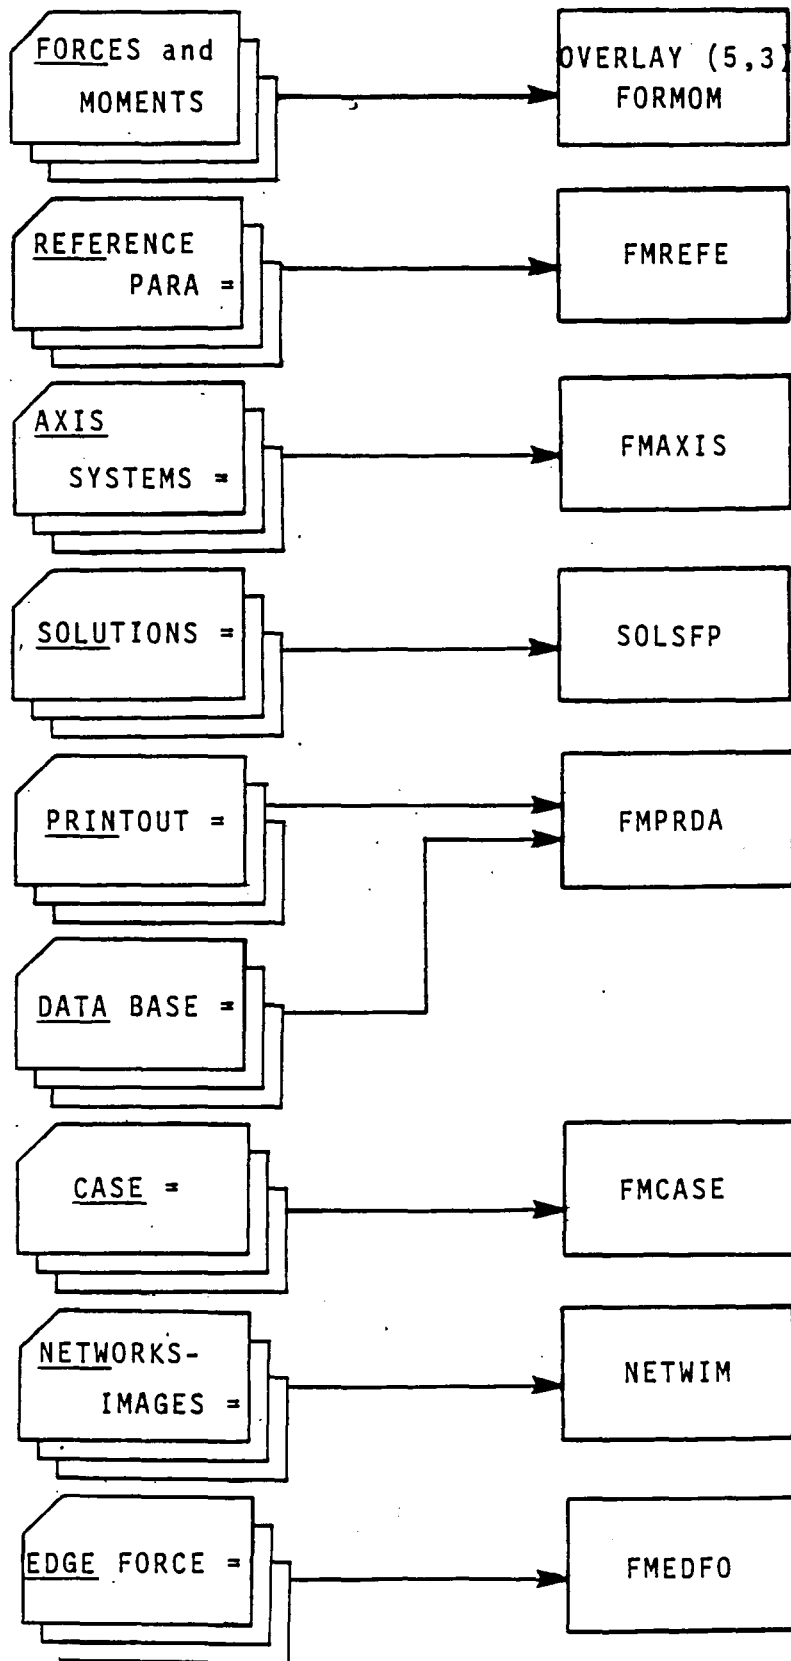 FORCES and
MOMENTS
OVERLAY (5,3)
FORMOM
REFERENCE
PARA =
FMREFE
AXIS
SYSTEMS =
FMAXIS
SOLUTIONS =
SOLSFP
PRINTOUT =
FMPRDA
DATA BASE =
CASE =
FMCASE
NETWORKS-
IMAGES =
NETWIM
EDGE FORCE =
FMEDFO